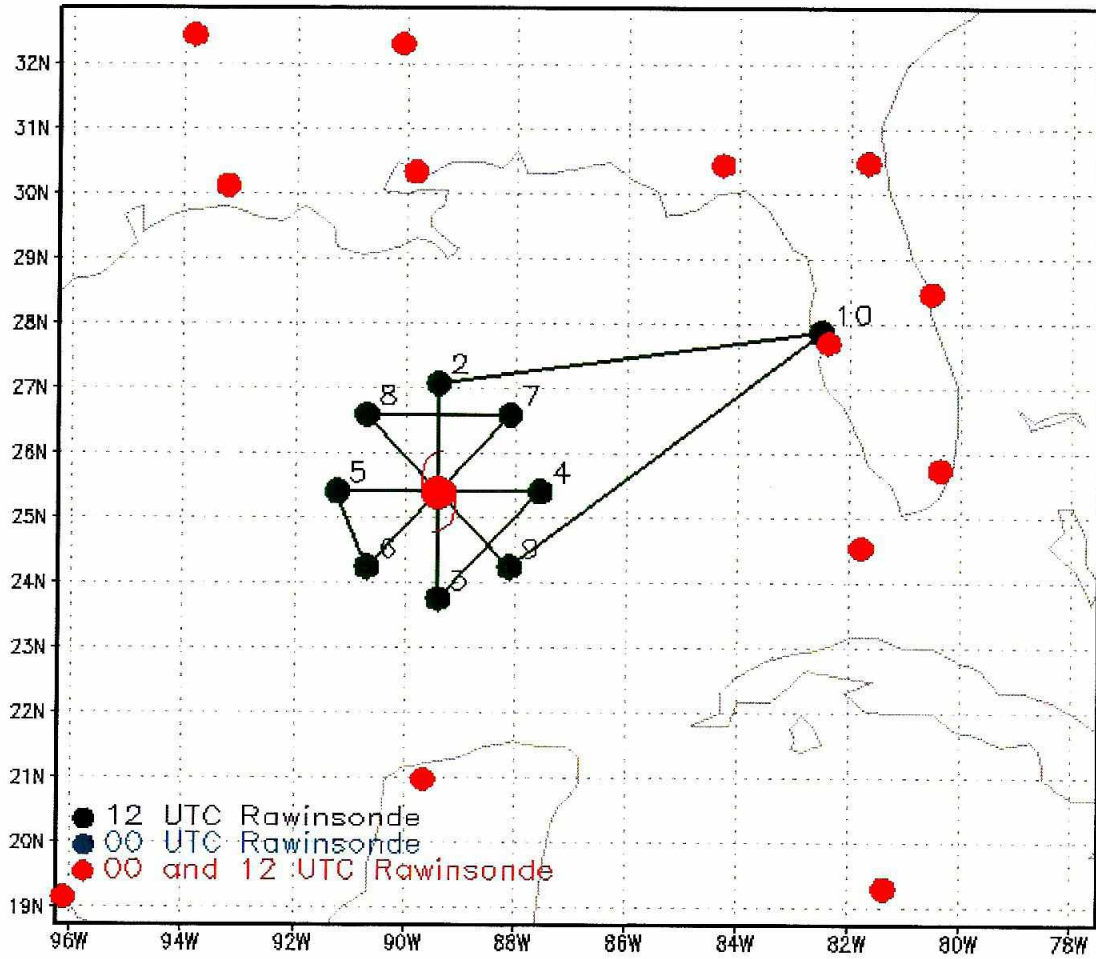 32N
31N
30N
29N
28N
27N
26N
25N
24N
23N
22N
21N
20N
19N
10
2
8
7
5
4
6
9
3
12 UTC Rawinsonde
00 UTC Rawinsonde
00 and 12 UTC Rawinsonde
96W 94W 92W 90W 88W 86W 84W 82W 80W 78W